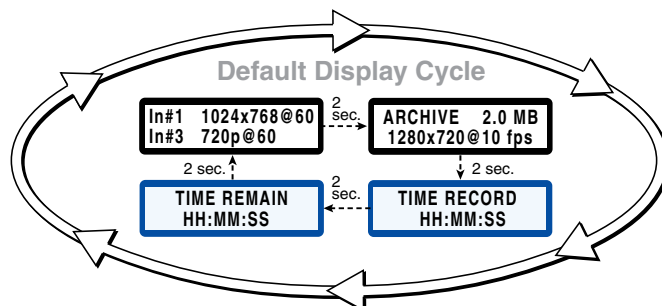 Default Display Cycle
In#1 1024x768@60
In#3 720p@60
2
sec.
ARCHIVE 2.0 MB
1280x720@10 fps
2 sec.
2 sec.
TIME REMAIN
HH:MM:SS
2
sec.
TIME RECORD
HH:MM:SS